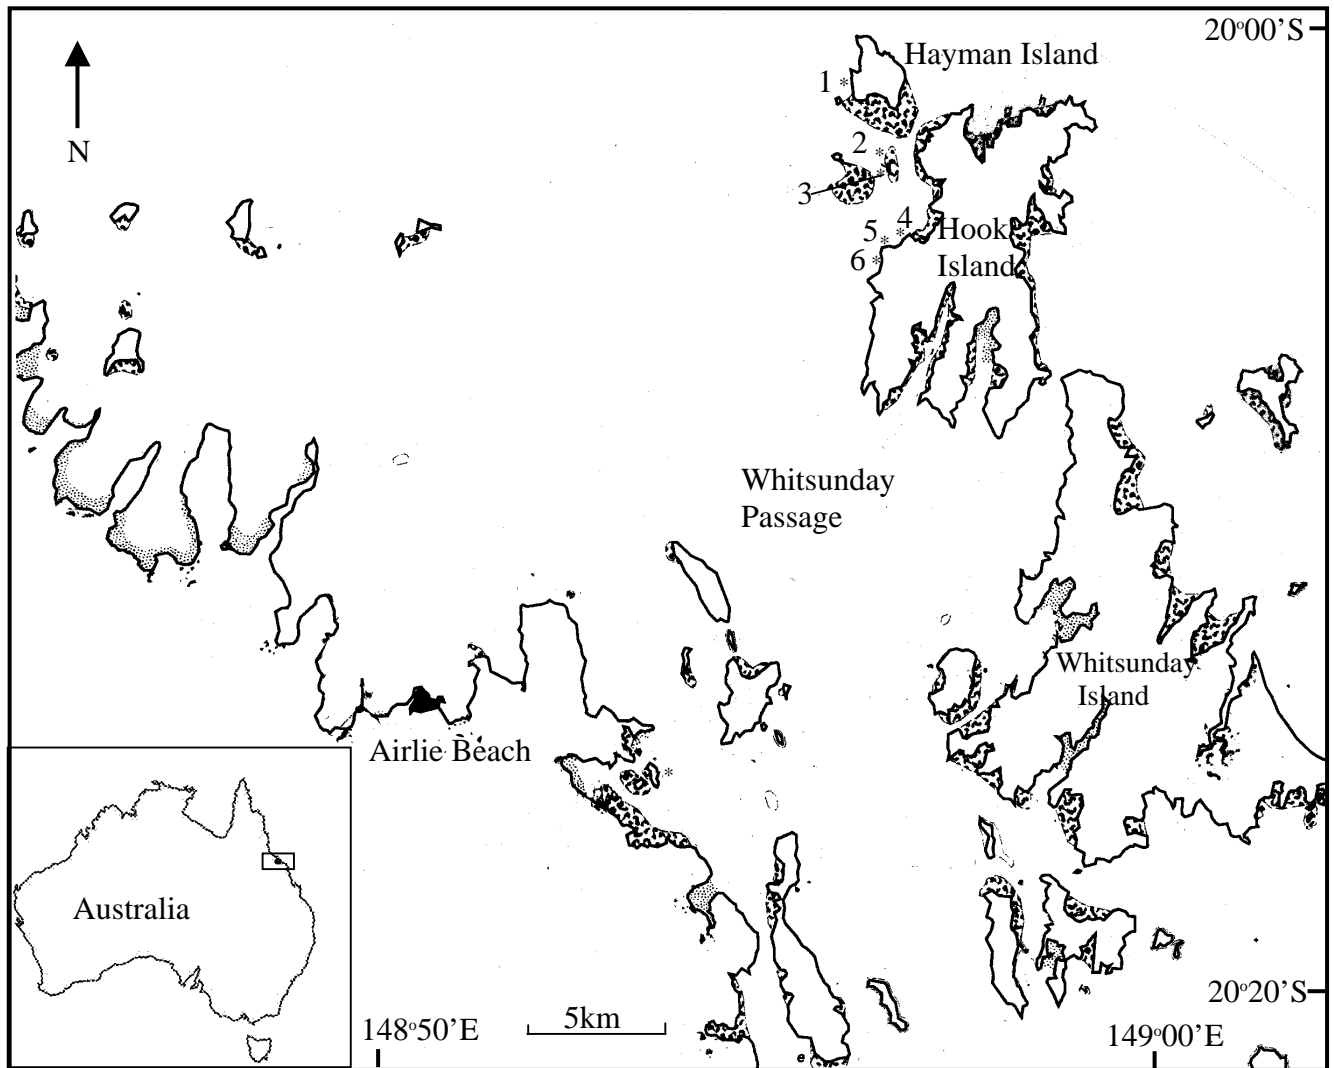 20°00'S
Hayman Island
1 *
N
2 *
3
4
*
5 *
6 *
Hook
Island
Whitsunday
Passage
Whitsunday
Island
Airlie Beach
*
Australia
5km
148°50'E
149°00'E
20°20'S
e